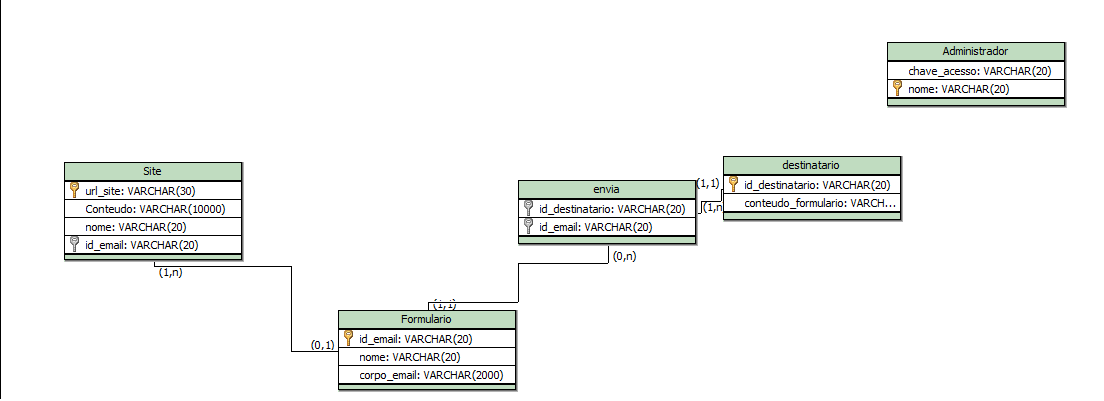 Administrador
chave_acesso: VARCHAR(20)
nome: VARCHAR(20)
Site
url_site: VARCHAR(30)
Conteudo: VARCHAR(10000)
nome: VARCHAR(20)
id_email: VARCHAR(20)
(1,n)
envia
id_destinatario: VARCHAR(20)
id_email: VARCHAR(20)
(0,n)
(1,1)
(1,n
destinatario
id_destinatario: VARCHAR(20)
conteudo_formulario: VARCH...
(1,1)
(0,1)
Formulario
id_email: VARCHAR(20)
nome: VARCHAR(20)
corpo_email: VARCHAR(2000)